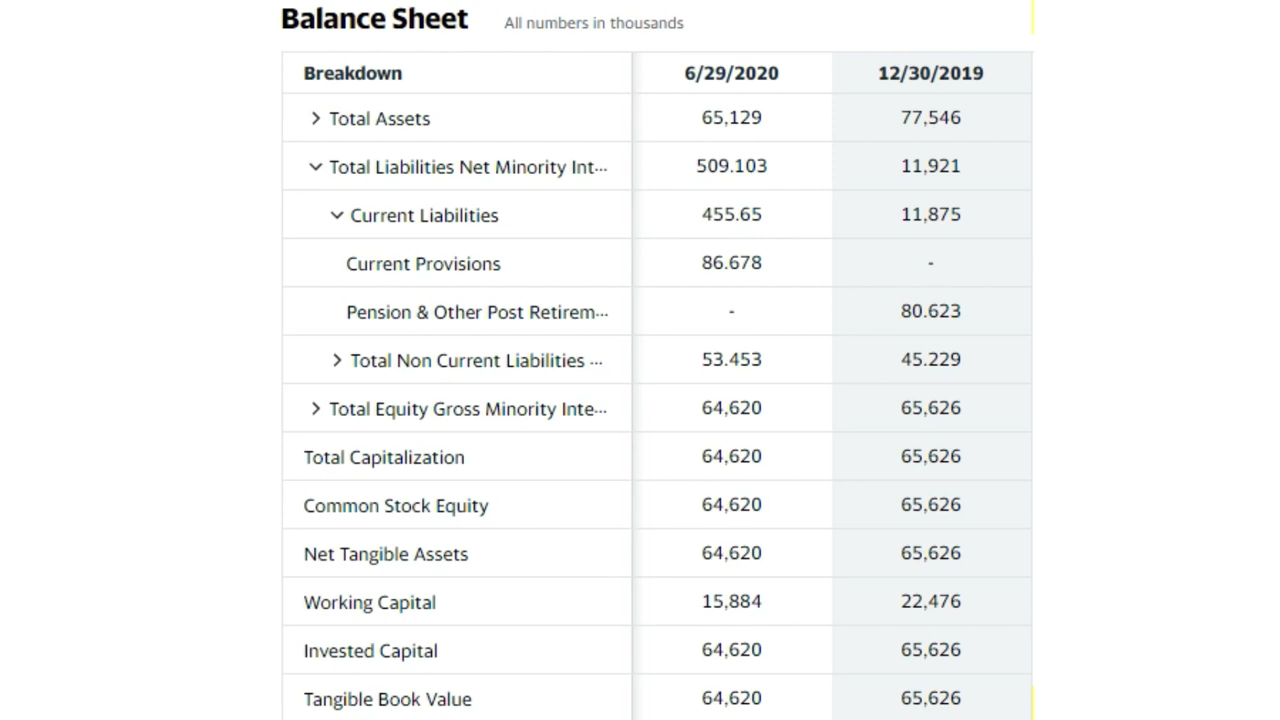 Balance Sheet All numbers in thousands
Breakdown 6/29/2020 12/30/2019
Total Assets 65,129 77,546
Total Liabilities Net Minority Int... 509.103 11,921
Current Liabilities 455.65 11,875
Current Provisions 86.678 -
Pension & Other Post Retirem... - 80.623
Total Non Current Liabilities ... 53.453 45.229
Total Equity Gross Minority Inte... 64,620 65,626
Total Capitalization 64,620 65,626
Common Stock Equity 64,620 65,626
Net Tangible Assets 64,620 65,626
Working Capital 15,884 22,476
Invested Capital 64,620 65,626
Tangible Book Value 64,620 65,626